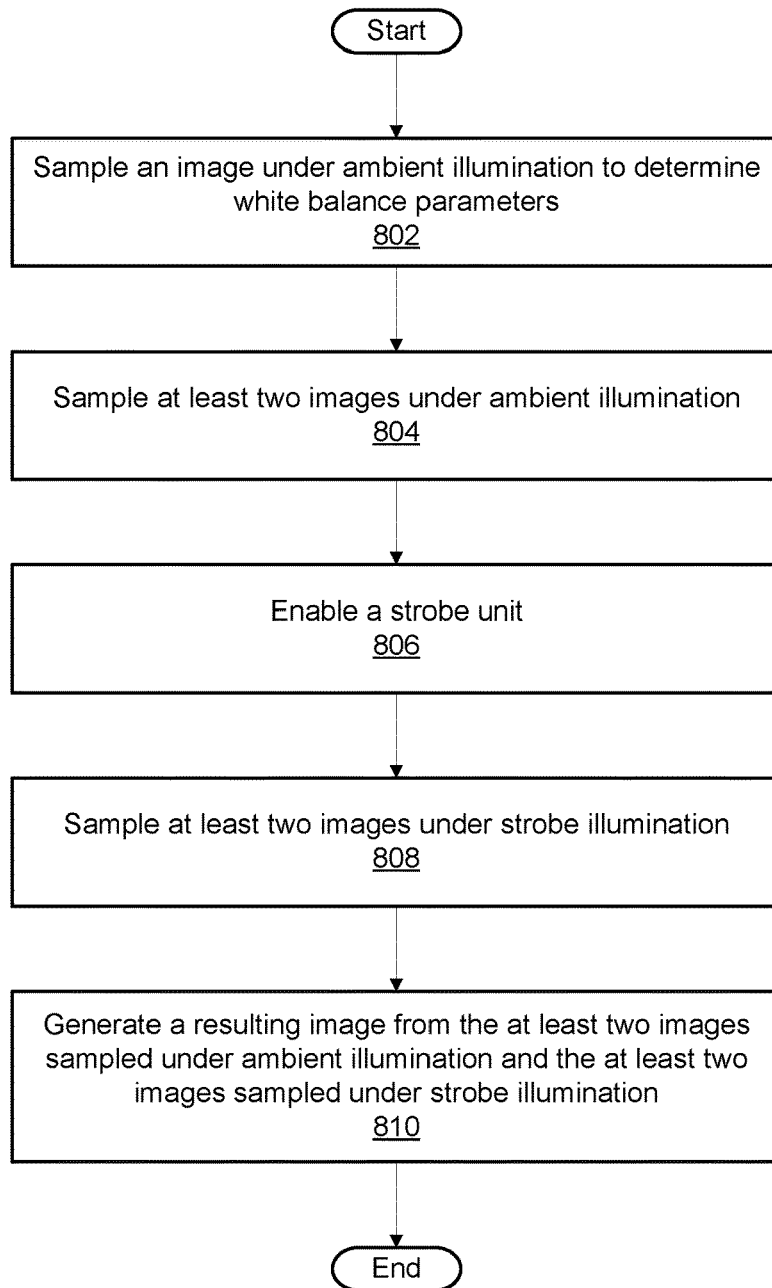 Start
Sample an image under ambient illumination to determine
white balance parameters
802
Sample at least two images under ambient illumination
804
Enable a strobe unit
806
Sample at least two images under strobe illumination
808
Generate a resulting image from the at least two images
sampled under ambient illumination and the at least two
images sampled under strobe illumination
810
End